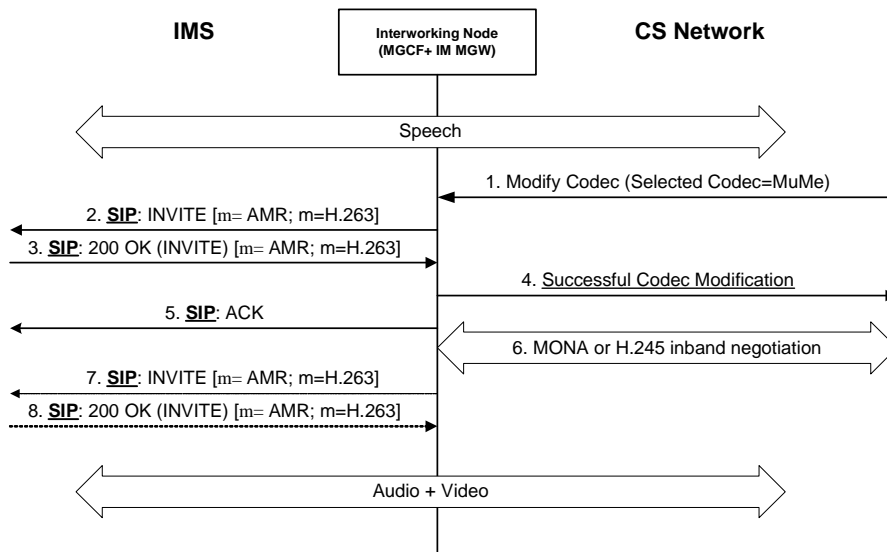 IMS
Interworking Node
(MGCF+ IM MGW)
CS Network
Speech
1. Modify Codec (Selected Codec=MuMe)
2. SIP: INVITE [m= AMR; m=H.263]
3. SIP: 200 OK (INVITE) [m= AMR; m=H.263]
4. Successful Codec Modification
5. SIP: ACK
6. MONA or H.245 inband negotiation
7. SIP: INVITE [m= AMR; m=H.263]
8. SIP: 200 OK (INVITE) [m= AMR; m=H.263]
Audio + Video